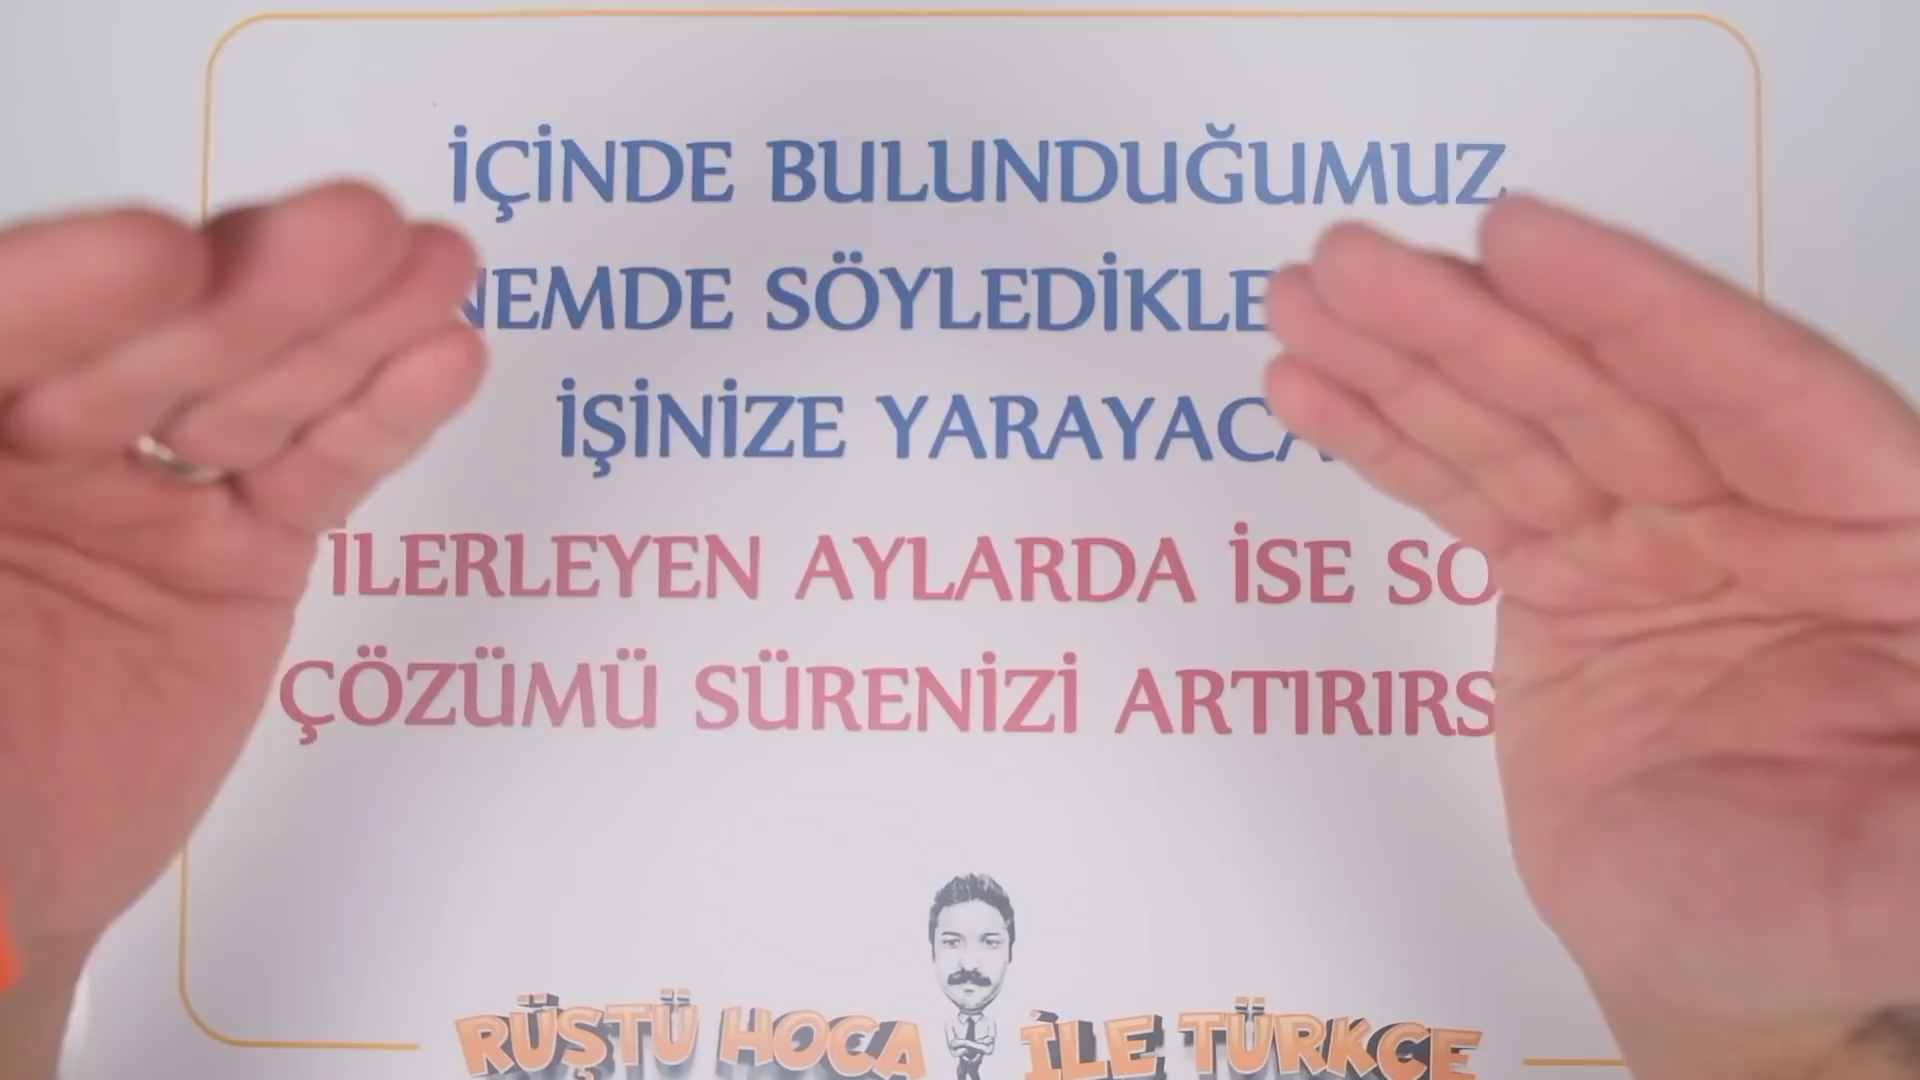 İÇİNDE BULUNDUĞUMUZ
SÖYLEDİKLE
İŞİNİZE YARAYACA
İLERLEYEN AYLARDA İSE SO
ÇÖZÜMÜ SÜRENİZİ ARTIRIRS
RÜŞTÜ HOCA İLE TÜRKÇE